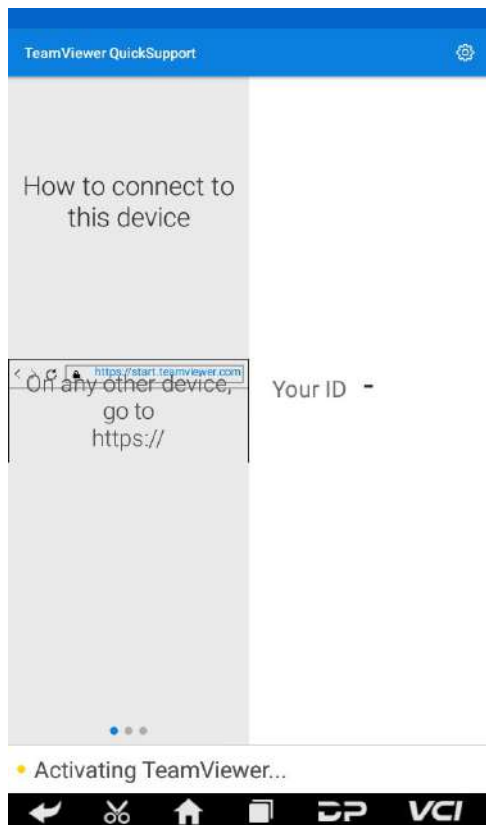 TeamViewer QuickSupport
How to connect to
this device
https://start.teamviewer.com
On any other device,
go to
https://
Your ID -
Activating TeamViewer...
DP VCI